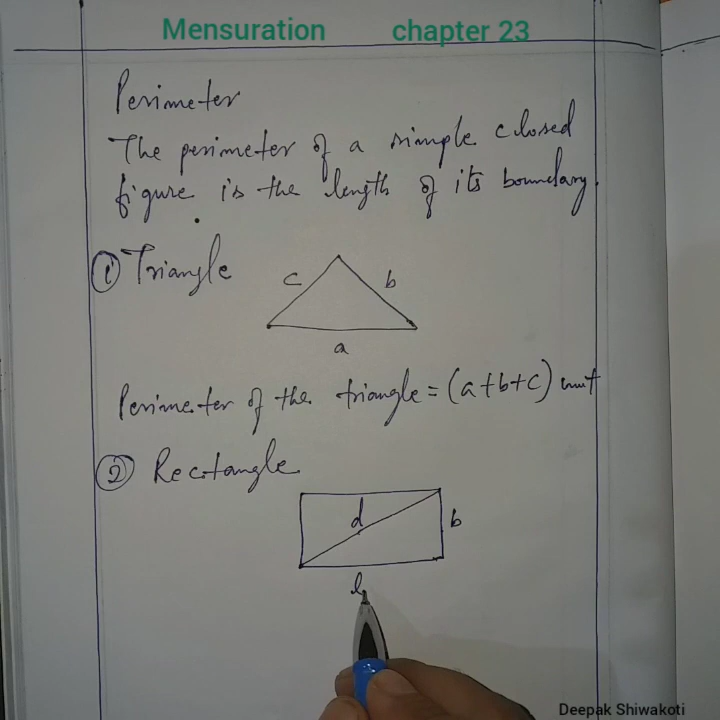 Mensuration chapter 23
Perimeter
The perimeter of a simple closed
figure is the length of its boundary.
① Triangle
c b
a
Perimeter of the triangle = (a+b+c) unit
② Rectangle
d b
l
Deepak Shiwakoti